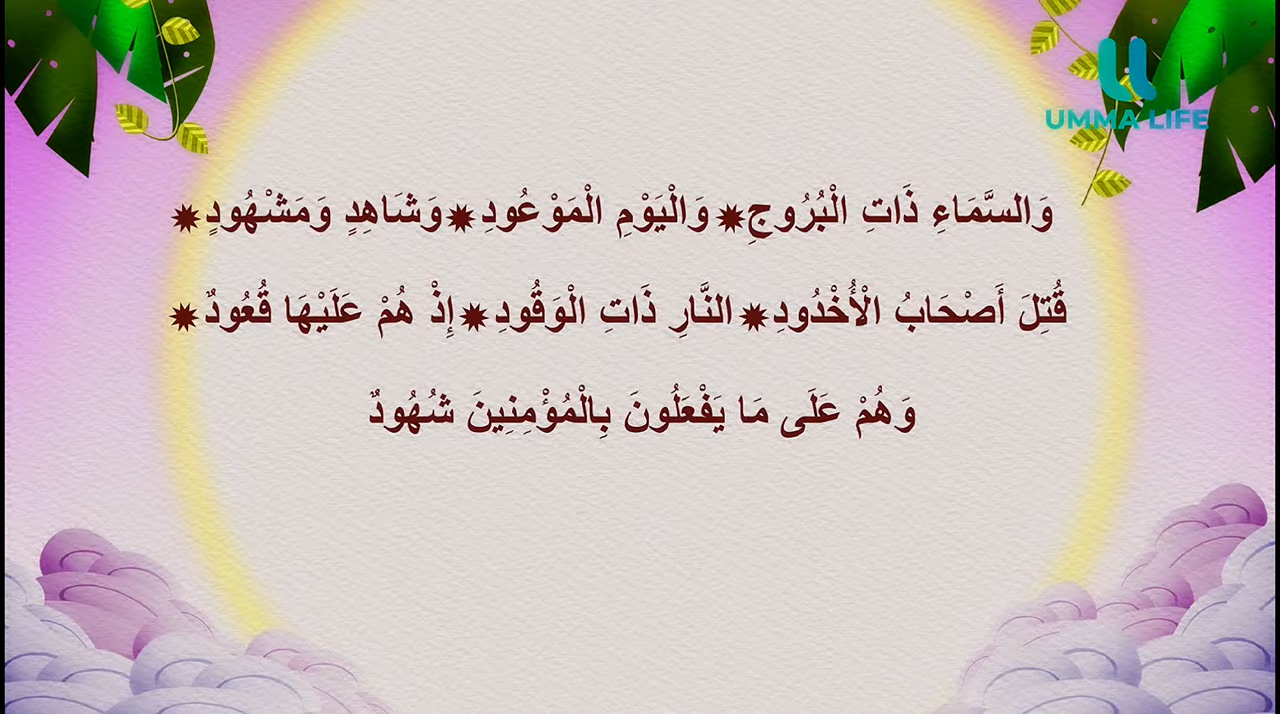 UMMA LIFE
وَالسَّمَاءِ ذَاتِ الْبُرُوجِ✹وَالْيَوْمِ الْمَوْعُودِ✹وَشَاهِدٍ وَمَشْهُودٍ✹
قُتِلَ أَصْحَابُ الْأُخْدُودِ✹النَّارِ ذَاتِ الْوَقُودِ✹إِذْ هُمْ عَلَيْهَا قُعُودٌ✹
وَهُمْ عَلَى مَا يَفْعَلُونَ بِالْمُؤْمِنِينَ شُهُودٌ